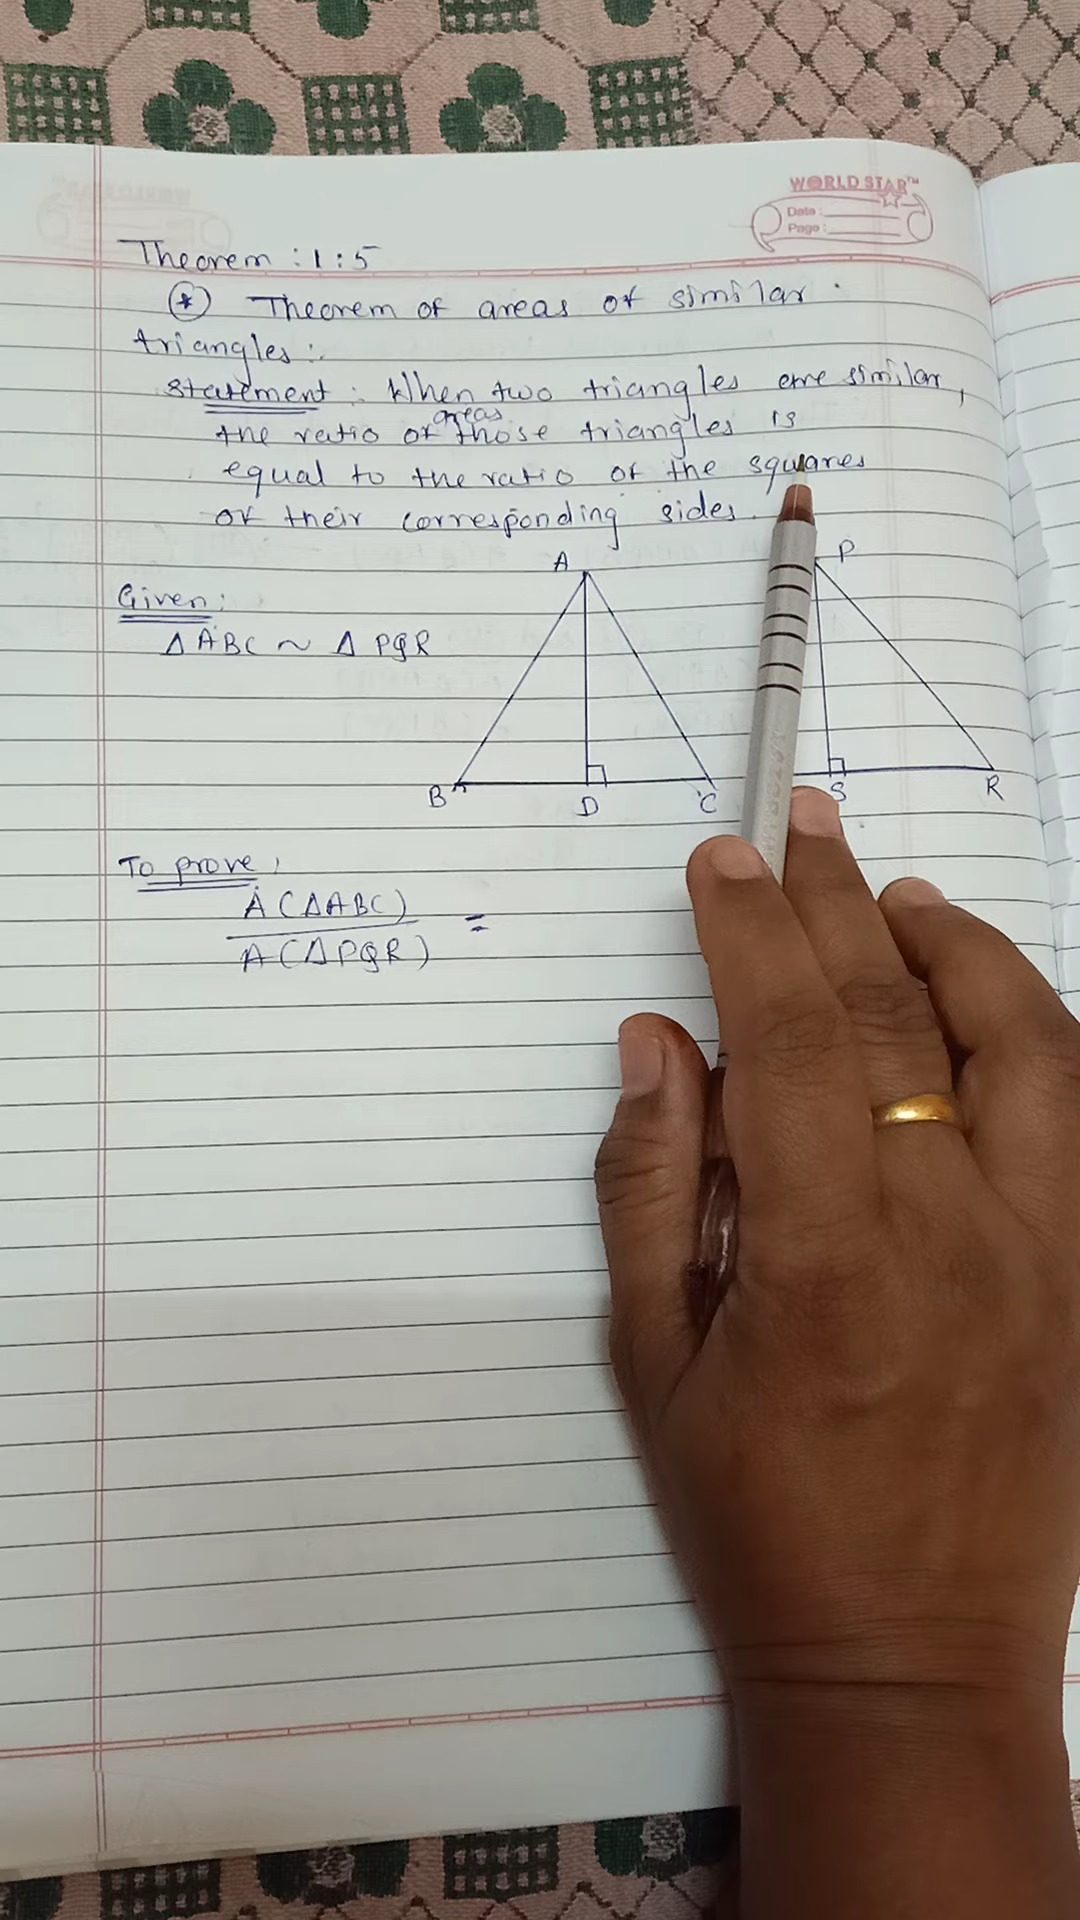 WORLD STAR™
Date :
Page :
Theorem : 1 : 5
* Theorem of areas of similar
triangles :
Statement : When two triangles are similar,
areas
the ratio of those triangles is
equal to the ratio of the squares
of their corresponding sides.
A
P
Given :
Δ ABC ~ Δ PQR
B
D
C
S
R
To prove :
A (Δ ABC) =
A (Δ PQR)